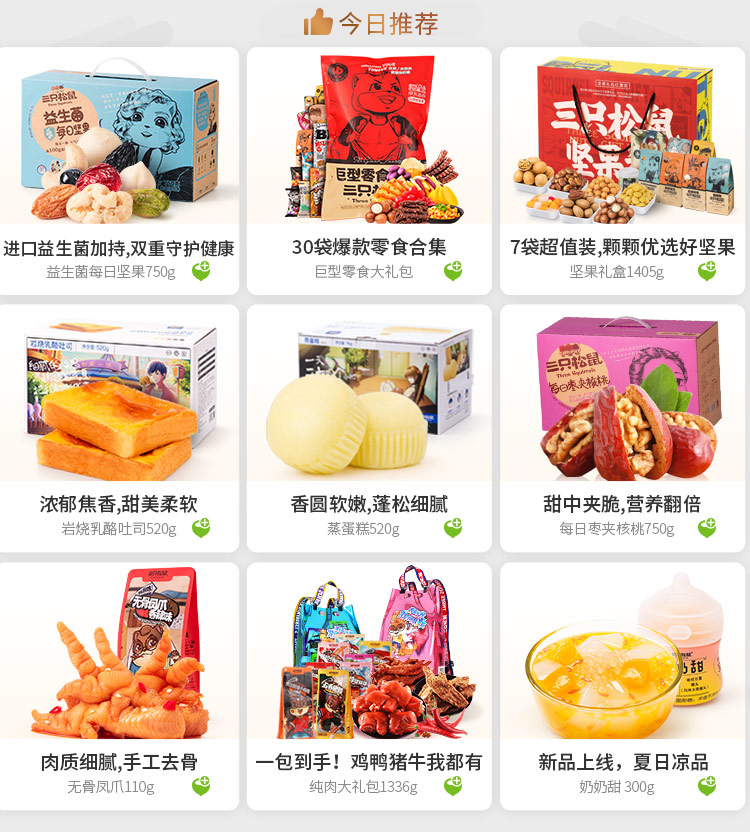 今日推荐
三只松鼠
Three Squirrels
益生菌
每日坚果
进口益生菌加持,双重守护健康
益生菌每日坚果750g
巨型零食
三只松
30袋爆款零食合集
巨型零食大礼包
三只松鼠
坚果
7袋超值装,颗颗优选好坚果
坚果礼盒1405g
岩烧乳酪吐司
520g
浓郁焦香,甜美柔软
岩烧乳酪吐司520g
香圆软嫩,蓬松细腻
蒸蛋糕520g
三只松鼠
Three Squirrels
每日枣夹核桃
甜中夹脆,营养翻倍
每日枣夹核桃750g
无骨凤爪
香辣味
肉质细腻,手工去骨
无骨凤爪110g
一包到手！鸡鸭猪牛我都有
纯肉大礼包1336g
奶甜
新品上线，夏日凉品
奶奶甜 300g